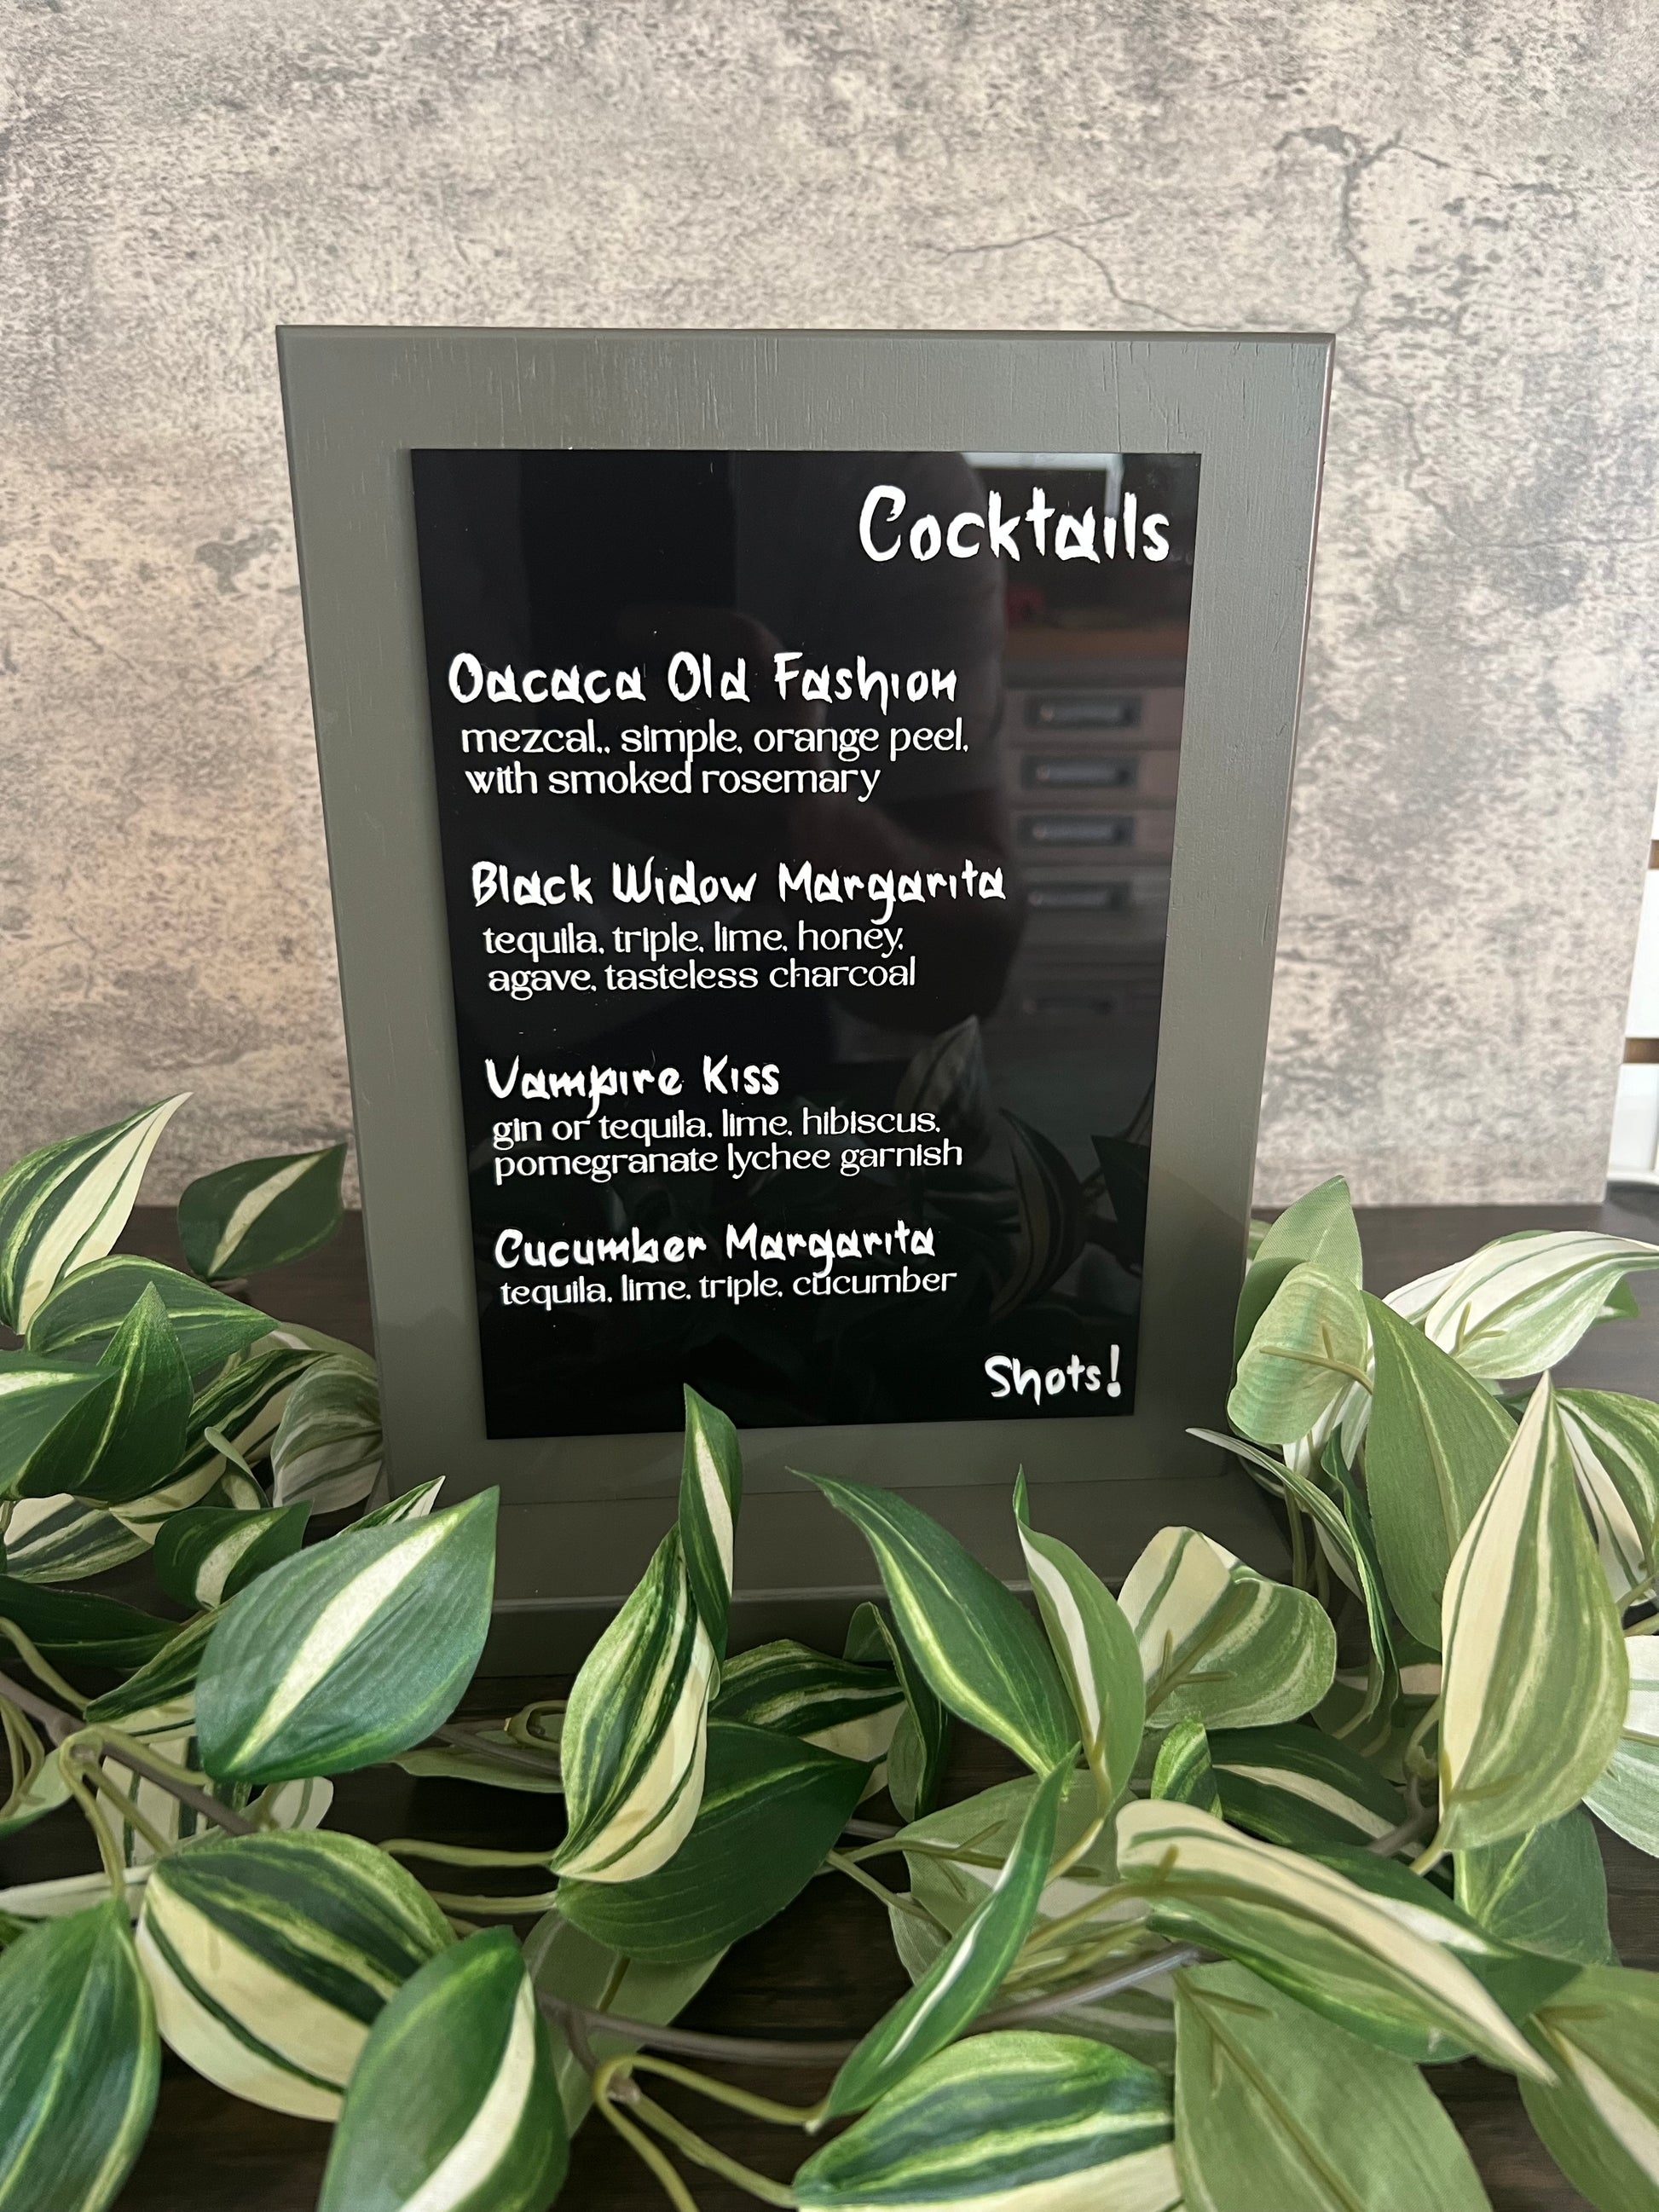 Cocktails
Oacaca Old Fashion
mezcal,, simple, orange peel,
with smoked rosemary
Black Widow Margarita
tequila, triple, lime, honey,
agave, tasteless charcoal
Vampire Kiss
gin or tequila, lime, hibiscus,
pomegranate lychee garnish
Cucumber Margarita
tequila, lime, triple, cucumber
Shots!